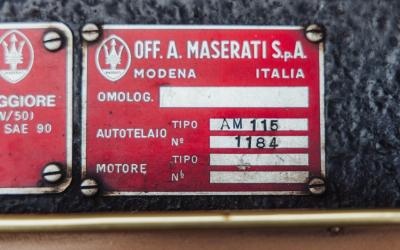 GGIORE
W/50)
SAE 90
OFF. A. MASERATI S.p.A.
MODENA ITALIA
OMOLOG.
AUTOTELAIO TIPO AM 115
Nº 1184
MOTORE TIPO
Nº